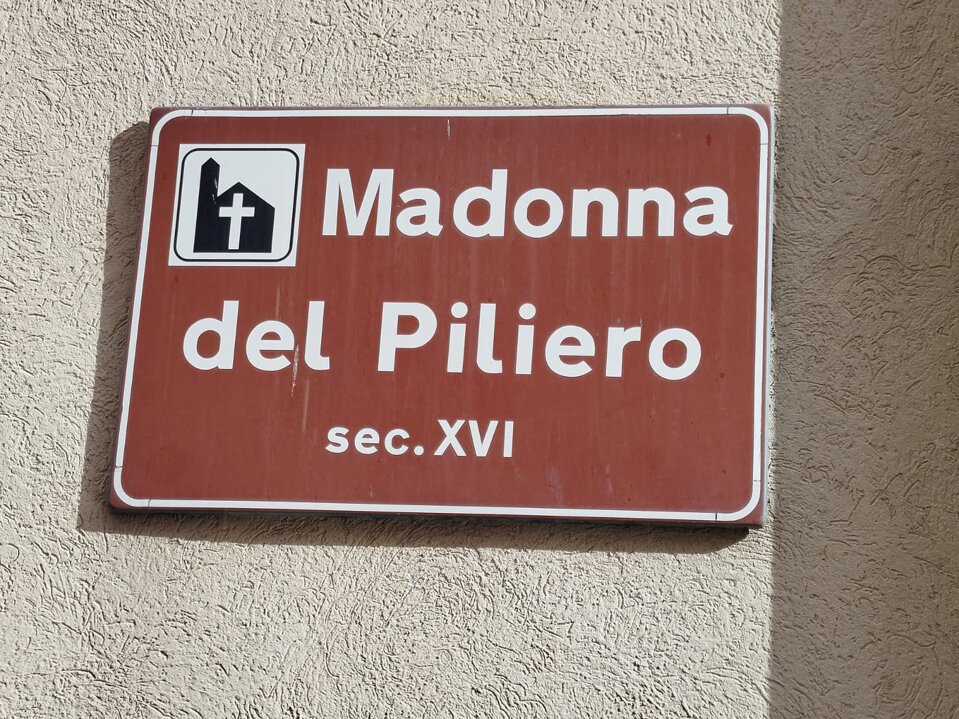 Madonna
del Piliero
sec. XVI